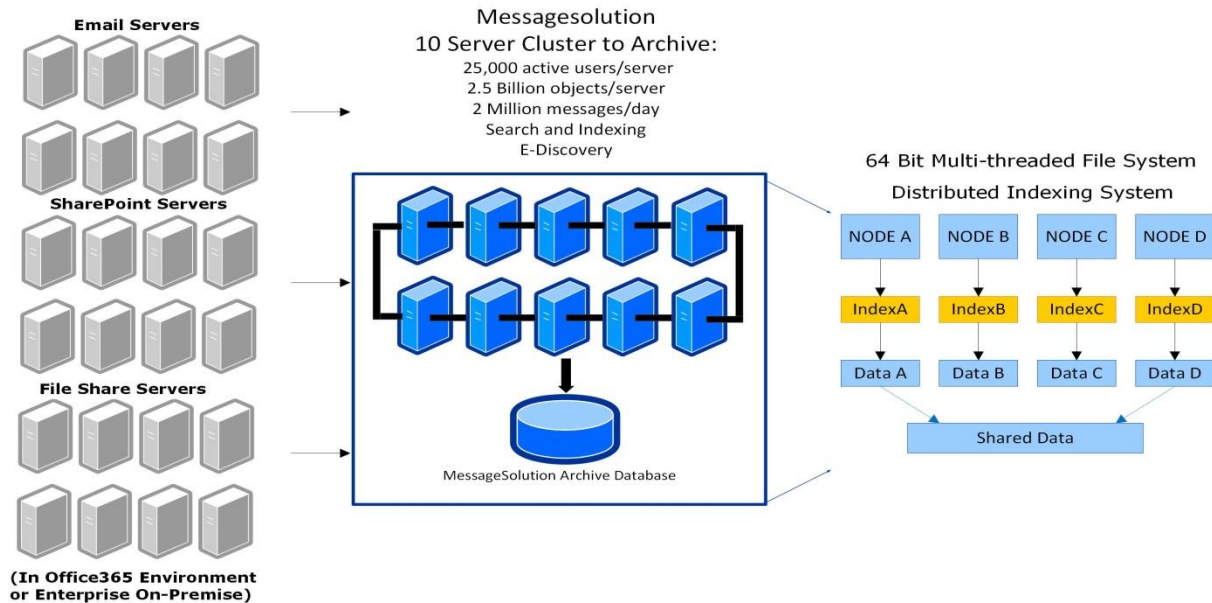 Email Servers
SharePoint Servers
File Share Servers
(In Office365 Environment
or Enterprise On-Premise)
Messagesolution
10 Server Cluster to Archive:
25,000 active users/server
2.5 Billion objects/server
2 Million messages/day
Search and Indexing
E-Discovery
MessageSolution Archive Database
64 Bit Multi-threaded File System
Distributed Indexing System
NODE A NODE B NODE C NODE D
IndexA IndexB IndexC IndexD
Data A Data B Data C Data D
Shared Data